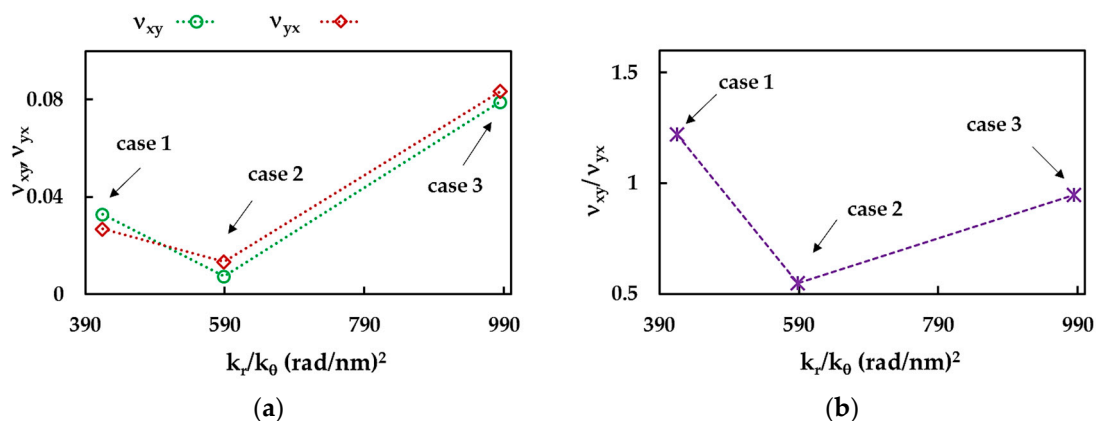 ν_xy ν_yx
ν_xy, ν_yx
0.08
0.04
0
case 1
case 2
case 3
390 590 790 990
k_r/k_θ (rad/nm)²
(a)
ν_xy/ν_yx
1.5
1
0.5
case 1
case 2
case 3
390 590 790 990
k_r/k_θ (rad/nm)²
(b)